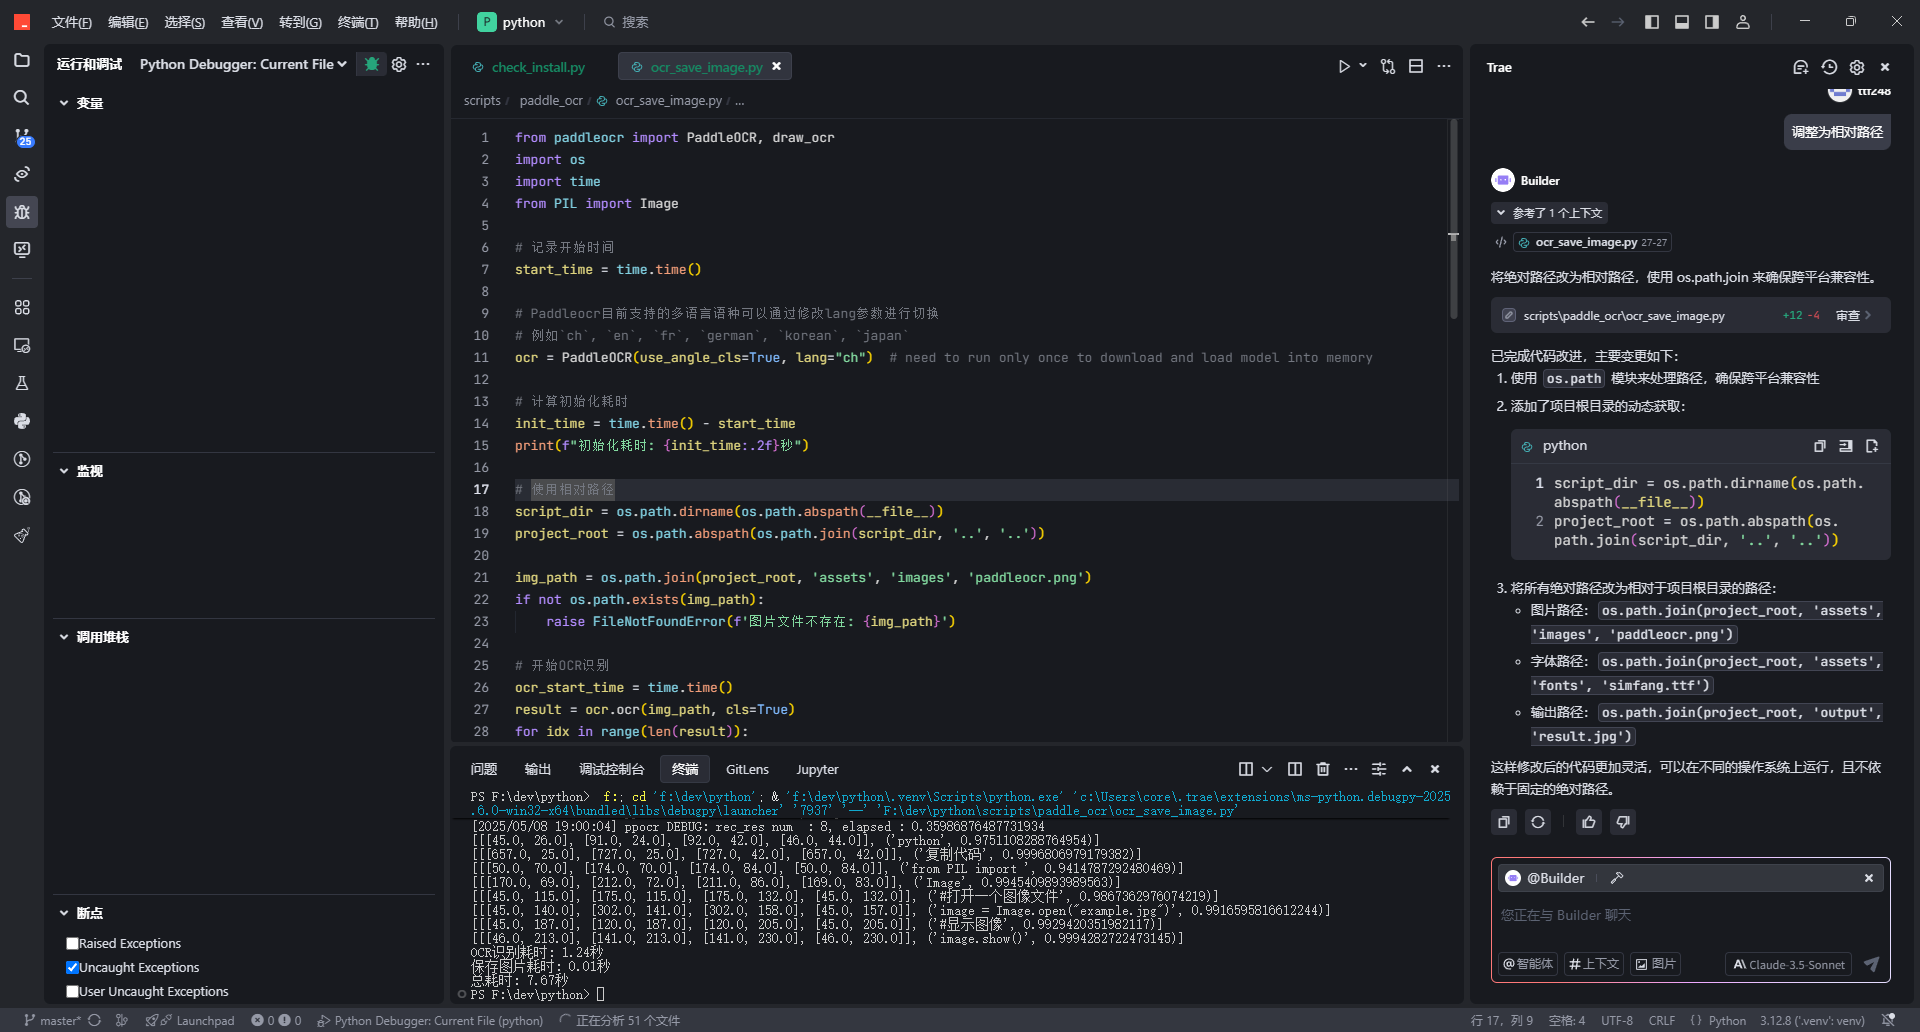 文件(F) 编辑(E) 选择(S) 查看(V) 转到(G) 终端(T) 帮助(H) P python 搜索
运行和调试 Python Debugger: Current File
变量
监视
调用堆栈
断点
Raised Exceptions
Uncaught Exceptions
User Uncaught Exceptions
25
check_install.py ocr_save_image.py
scripts / paddle_ocr / ocr_save_image.py / ...
1 from paddleocr import PaddleOCR, draw_ocr
2 import os
3 import time
4 from PIL import Image
5
6 # 记录开始时间
7 start_time = time.time()
8
9 # Paddleocr目前支持的多语言语种可以通过修改lang参数进行切换
10 # 例如`ch`, `en`, `fr`, `german`, `korean`, `japan`
11 ocr = PaddleOCR(use_angle_cls=True, lang="ch")  # need to run only once to download and load model into memory
12
13 # 计算初始化耗时
14 init_time = time.time() - start_time
15 print(f"初始化耗时: {init_time:.2f}秒")
16
17 # 使用相对路径
18 script_dir = os.path.dirname(os.path.abspath(__file__))
19 project_root = os.path.abspath(os.path.join(script_dir, '..', '..'))
20
21 img_path = os.path.join(project_root, 'assets', 'images', 'paddleocr.png')
22 if not os.path.exists(img_path):
23     raise FileNotFoundError(f'图片文件不存在: {img_path}')
24
25 # 开始OCR识别
26 ocr_start_time = time.time()
27 result = ocr.ocr(img_path, cls=True)
28 for idx in range(len(result)):
问题 输出 调试控制台 终端 GitLens Jupyter
PS F:\dev\python>  f:; cd 'f:\dev\python'; & 'f:\dev\python\.venv\Scripts\python.exe' 'c:\Users\core\.trae\extensions\ms-python.debugpy-2025
.6.0-win32-x64\bundled\libs\debugpy\launcher' '7937' '--' 'F:\dev\python\scripts\paddle_ocr\ocr_save_image.py'
[2025/05/08 19:00:04] ppocr DEBUG: rec_res num  : 8, elapsed : 0.35986876487731934
[[[45.0, 26.0], [91.0, 24.0], [92.0, 42.0], [46.0, 44.0]], ('python', 0.9751108288764954)]
[[[657.0, 25.0], [727.0, 25.0], [727.0, 42.0], [657.0, 42.0]], ('复制代码', 0.9996806979179382)]
[[[50.0, 70.0], [174.0, 70.0], [174.0, 84.0], [50.0, 84.0]], ('from PIL import ', 0.9414787292480469)]
[[[170.0, 69.0], [212.0, 72.0], [211.0, 86.0], [169.0, 83.0]], ('Image', 0.9945409893989563)]
[[[45.0, 115.0], [175.0, 115.0], [175.0, 132.0], [45.0, 132.0]], ('#打开一个图像文件', 0.9867362976074219)]
[[[45.0, 140.0], [302.0, 141.0], [302.0, 158.0], [45.0, 157.0]], ('image = Image.open("example.jpg")', 0.9916595816612244)]
[[[45.0, 187.0], [120.0, 187.0], [120.0, 205.0], [45.0, 205.0]], ('#显示图像', 0.9929420351982117)]
[[[46.0, 213.0], [141.0, 213.0], [141.0, 230.0], [46.0, 230.0]], ('image.show()', 0.9994282722473145)]
OCR识别耗时: 1.24秒
保存图片耗时: 0.01秒
总耗时: 7.67秒
PS F:\dev\python>
Trae
ttf248
调整为相对路径
Builder
参考了 1 个上下文
ocr_save_image.py 27-27
将绝对路径改为相对路径，使用 os.path.join 来确保跨平台兼容性。
scripts\paddle_ocr\ocr_save_image.py +12 -4 审查
已完成代码改进，主要变更如下：
1. 使用 os.path 模块来处理路径，确保跨平台兼容性
2. 添加了项目根目录的动态获取：
python
1 script_dir = os.path.dirname(os.path.
abspath(__file__))
2 project_root = os.path.abspath(os.
path.join(script_dir, '..', '..'))
3. 将所有绝对路径改为相对于项目根目录的路径：
图片路径： os.path.join(project_root, 'assets',
'images', 'paddleocr.png')
字体路径： os.path.join(project_root, 'assets',
'fonts', 'simfang.ttf')
输出路径： os.path.join(project_root, 'output',
'result.jpg')
这样修改后的代码更加灵活，可以在不同的操作系统上运行，且不依
赖于固定的绝对路径。
@Builder
您正在与 Builder 聊天
@智能体 #上下文 图片 Claude-3.5-Sonnet
master* Launchpad 0 0 Python Debugger: Current File (python) 正在分析 51 个文件 行 17，列 9 空格: 4 UTF-8 CRLF {} Python 3.12.8 ('.venv': venv)